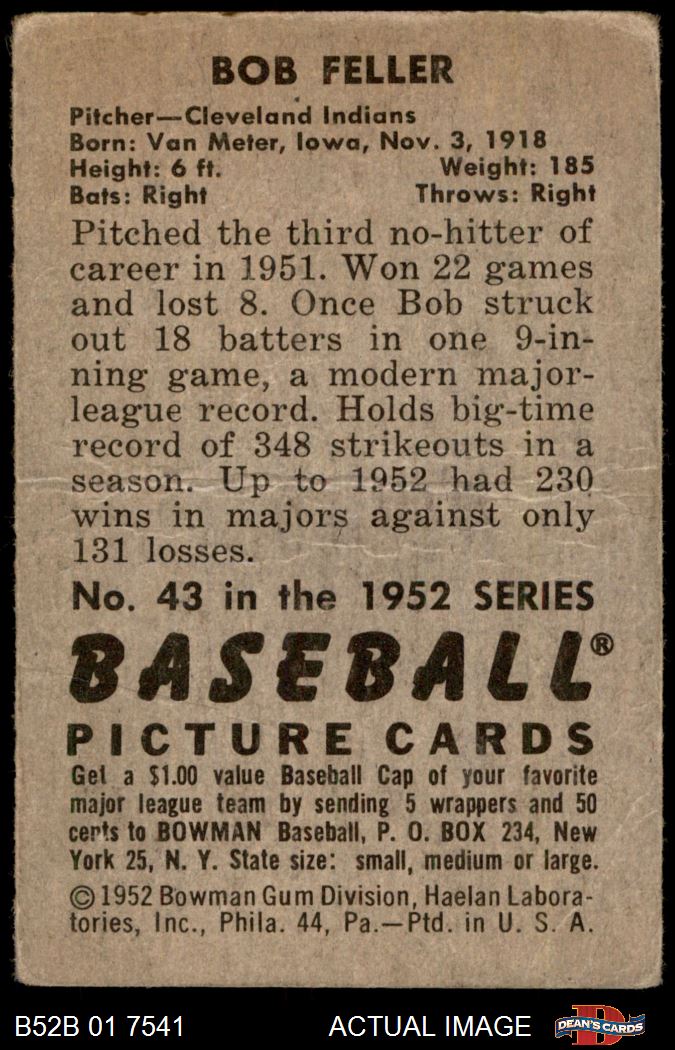 BOB FELLER
Pitcher—Cleveland Indians
Born: Van Meter, Iowa, Nov. 3, 1918
Height: 6 ft. Weight: 185
Bats: Right Throws: Right
Pitched the third no-hitter of
career in 1951. Won 22 games
and lost 8. Once Bob struck
out 18 batters in one 9-in-
ning game, a modern major-
league record. Holds big-time
record of 348 strikeouts in a
season. Up to 1952 had 230
wins in majors against only
131 losses.
No. 43 in the 1952 SERIES
BASEBALL®
PICTURE CARDS
Get a $1.00 value Baseball Cap of your favorite
major league team by sending 5 wrappers and 50
cents to BOWMAN Baseball, P. O. BOX 234, New
York 25, N. Y. State size: small, medium or large.
© 1952 Bowman Gum Division, Haelan Labora-
tories, Inc., Phila. 44, Pa.—Ptd. in U. S. A.
B52B 01 7541 ACTUAL IMAGE DEAN'S CARDS